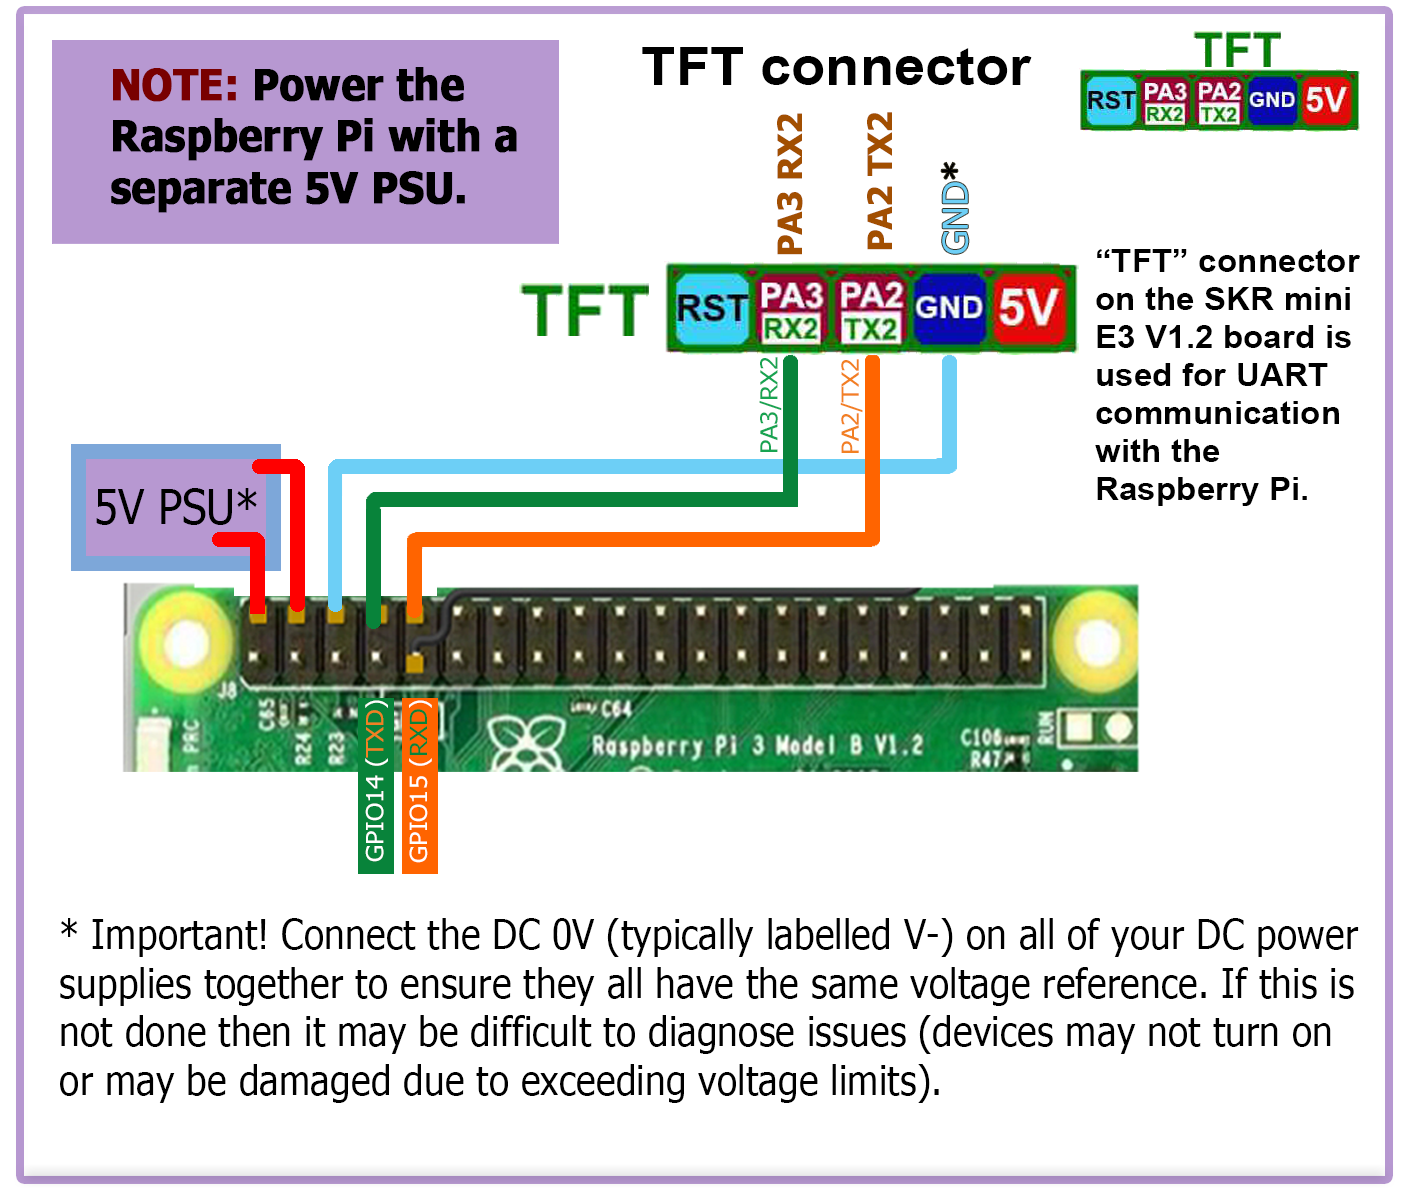 NOTE: Power the
Raspberry Pi with a
separate 5V PSU.
TFT connector
TFT
RST PA3 RX2 PA2 TX2 GND 5V
PA3 RX2
PA2 TX2
GND*
TFT
RST PA3 RX2 PA2 TX2 GND 5V
PA3/RX2
PA2/TX2
“TFT” connector
on the SKR mini
E3 V1.2 board is
used for UART
communication
with the
Raspberry Pi.
5V PSU*
J8
PRC
C65
R24
R23
GPIO14 (TXD)
GPIO15 (RXD)
C64
Raspberry Pi 3 Model B V1.2
C106
R47
RUN
* Important! Connect the DC 0V (typically labelled V-) on all of your DC power
supplies together to ensure they all have the same voltage reference. If this is
not done then it may be difficult to diagnose issues (devices may not turn on
or may be damaged due to exceeding voltage limits).